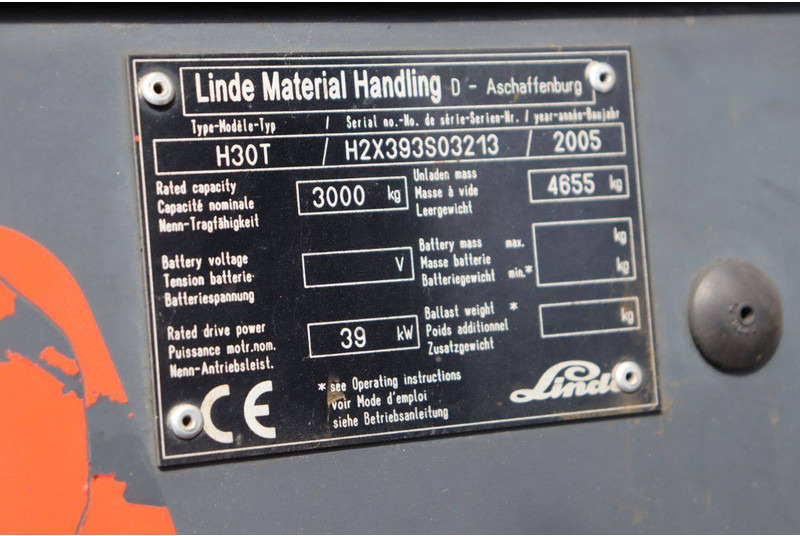 Linde Material Handling D - Aschaffenburg
Type-Modèle-Typ / Serial no.-No. de série-Serien-Nr. / year-année-Baujahr
H30T / H2X393S03213 / 2005
Rated capacity
Capacité nominale
Nenn-Tragfähigkeit
3000 kg
Unladen mass
Masse à vide
Leergewicht
4655 kg
Battery voltage
Tension batterie
Batteriespannung
V
Battery mass max. kg
Masse batterie
Batteriegewicht min.* kg
Rated drive power
Puissance motr.nom.
Nenn-Antriebsleist.
39 kW
Ballast weight *
Poids additionnel
Zusatzgewicht
kg
CE
* see Operating instructions
voir Mode d'emploi
siehe Betriebsanleitung
Linde